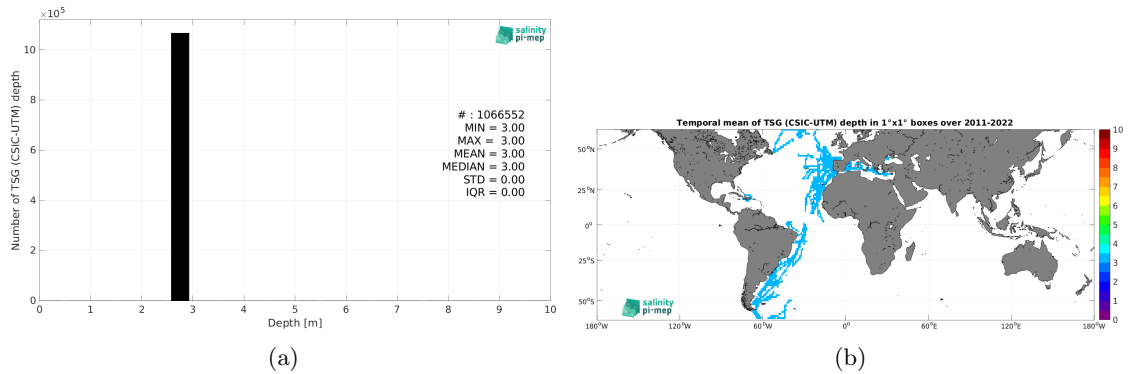 ×10⁵
10
8
6
4
2
0
Number of TSG (CSIC-UTM) depth
0 1 2 3 4 5 6 7 8 9 10
Depth [m]
salinity
pi-mep
# : 1066552
MIN = 3.00
MAX = 3.00
MEAN = 3.00
MEDIAN = 3.00
STD = 0.00
IQR = 0.00
(a)
Temporal mean of TSG (CSIC-UTM) depth in 1°x1° boxes over 2011-2022
50°N
25°N
0°
25°S
50°S
180°W 120°W 60°W 0° 60°E 120°E 180°E
salinity
pi-mep
10
9
8
7
6
5
4
3
2
1
0
(b)